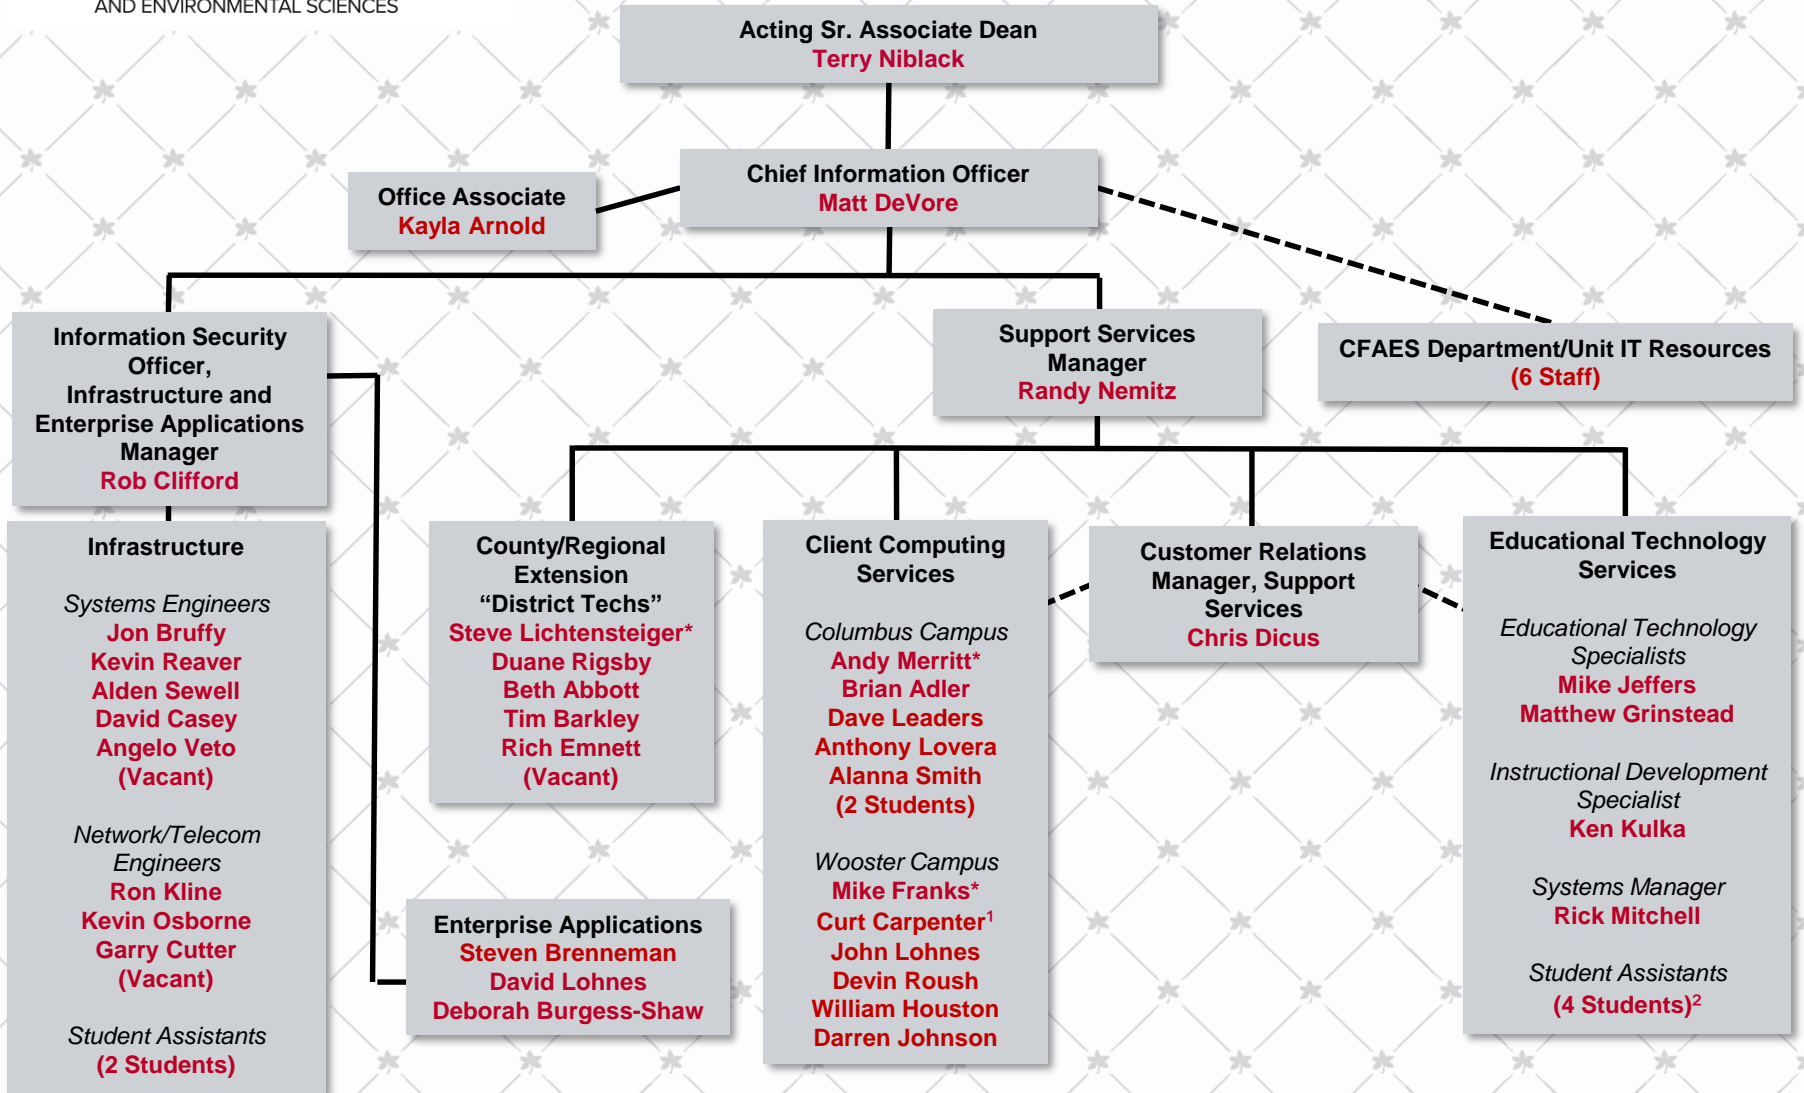 AND ENVIRONMENTAL SCIENCES
Acting Sr. Associate Dean
Terry Niblack
Chief Information Officer
Matt DeVore
Office Associate
Kayla Arnold
Information Security
Officer,
Infrastructure and
Enterprise Applications
Manager
Rob Clifford
Support Services
Manager
Randy Nemitz
CFAES Department/Unit IT Resources
(6 Staff)
Infrastructure
Systems Engineers
Jon Bruffy
Kevin Reaver
Alden Sewell
David Casey
Angelo Veto
(Vacant)
Network/Telecom
Engineers
Ron Kline
Kevin Osborne
Garry Cutter
(Vacant)
Student Assistants
(2 Students)
County/Regional
Extension
“District Techs”
Steve Lichtensteiger*
Duane Rigsby
Beth Abbott
Tim Barkley
Rich Emnett
(Vacant)
Enterprise Applications
Steven Brenneman
David Lohnes
Deborah Burgess-Shaw
Client Computing
Services
Columbus Campus
Andy Merritt*
Brian Adler
Dave Leaders
Anthony Lovera
Alanna Smith
(2 Students)
Wooster Campus
Mike Franks*
Curt Carpenter¹
John Lohnes
Devin Roush
William Houston
Darren Johnson
Customer Relations
Manager, Support
Services
Chris Dicus
Educational Technology
Services
Educational Technology
Specialists
Mike Jeffers
Matthew Grinstead
Instructional Development
Specialist
Ken Kulka
Systems Manager
Rick Mitchell
Student Assistants
(4 Students)²